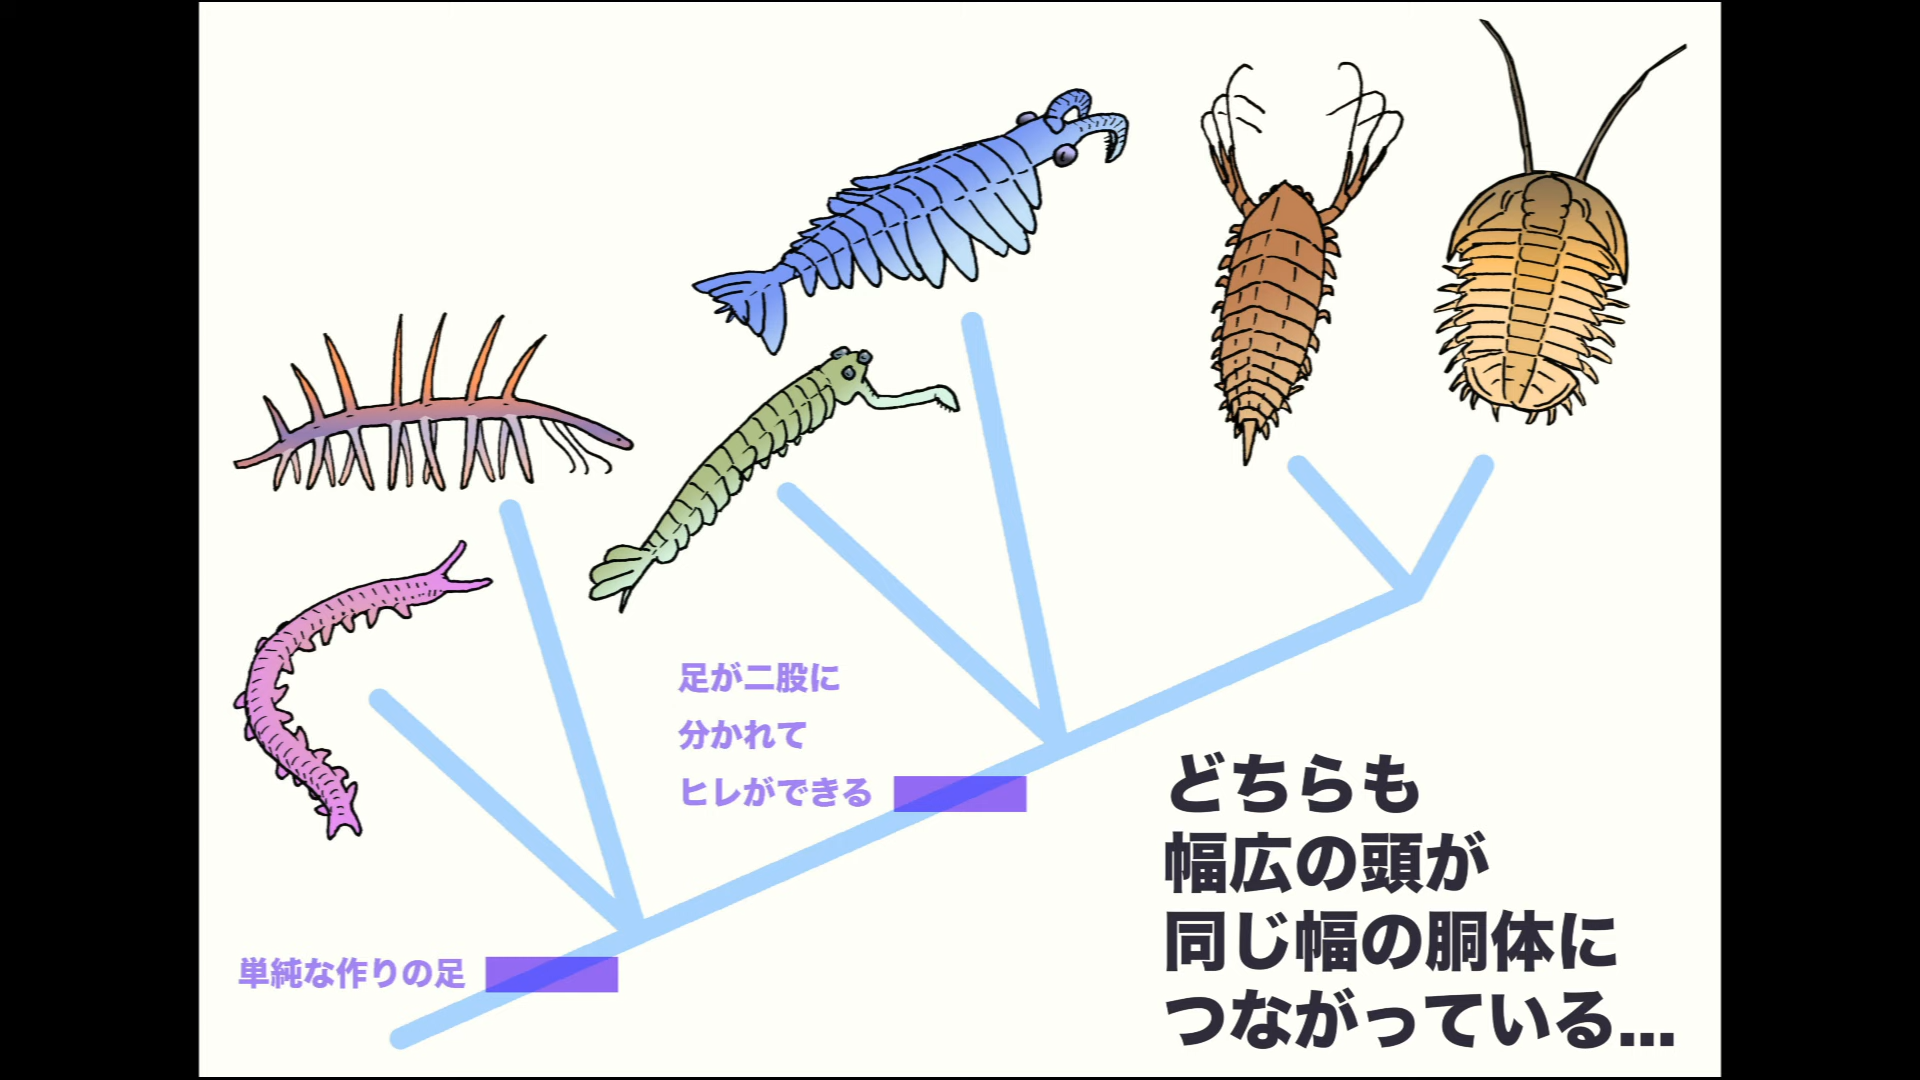 足が二股に
分かれて
ヒレができる
単純な作りの足
どちらも
幅広の頭が
同じ幅の胴体に
つながっている...